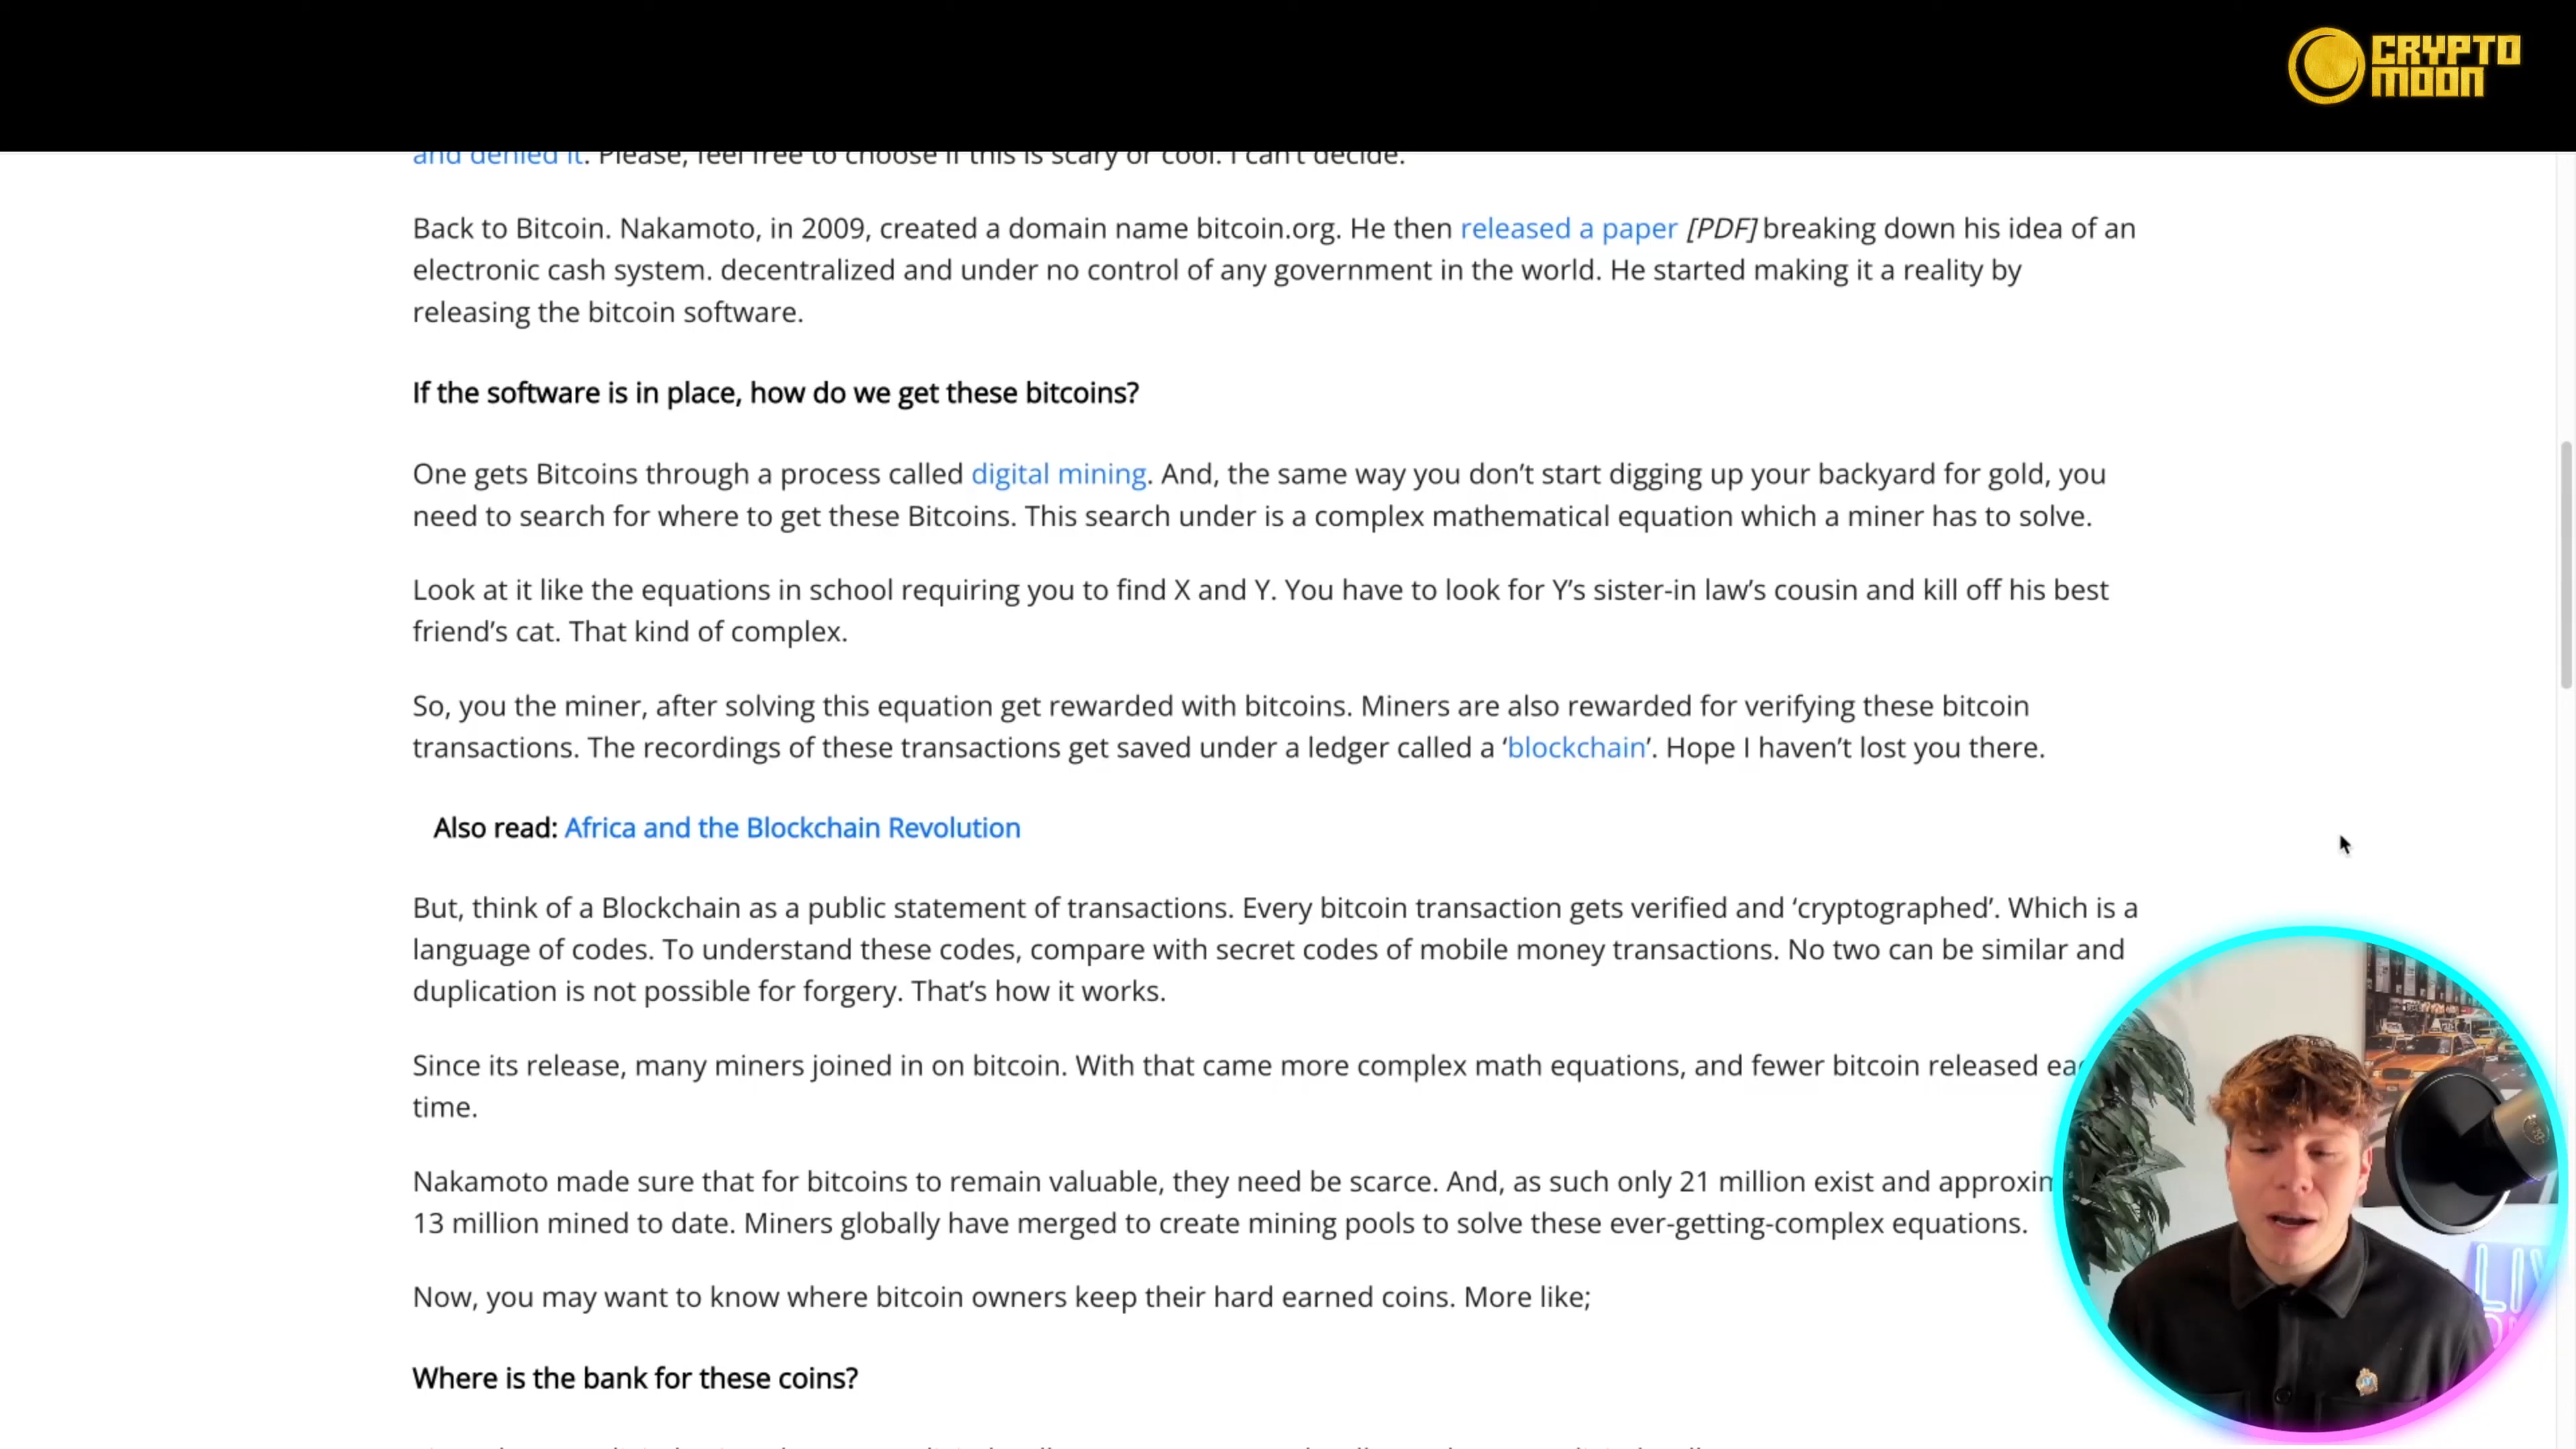 CRYPTO
MOON
and denied it. Please, feel free to choose if this is scary or cool. I can't decide.
Back to Bitcoin. Nakamoto, in 2009, created a domain name bitcoin.org. He then released a paper [PDF] breaking down his idea of an
electronic cash system. decentralized and under no control of any government in the world. He started making it a reality by
releasing the bitcoin software.
If the software is in place, how do we get these bitcoins?
One gets Bitcoins through a process called digital mining. And, the same way you don't start digging up your backyard for gold, you
need to search for where to get these Bitcoins. This search under is a complex mathematical equation which a miner has to solve.
Look at it like the equations in school requiring you to find X and Y. You have to look for Y's sister-in law's cousin and kill off his best
friend's cat. That kind of complex.
So, you the miner, after solving this equation get rewarded with bitcoins. Miners are also rewarded for verifying these bitcoin
transactions. The recordings of these transactions get saved under a ledger called a ‘blockchain’. Hope I haven't lost you there.
Also read: Africa and the Blockchain Revolution
But, think of a Blockchain as a public statement of transactions. Every bitcoin transaction gets verified and ‘cryptographed’. Which is a
language of codes. To understand these codes, compare with secret codes of mobile money transactions. No two can be similar and
duplication is not possible for forgery. That's how it works.
Since its release, many miners joined in on bitcoin. With that came more complex math equations, and fewer bitcoin released
time.
Nakamoto made sure that for bitcoins to remain valuable, they need be scarce. And, as such only 21 million exist and
13 million mined to date. Miners globally have merged to create mining pools to solve these ever-getting-complex equations.
Now, you may want to know where bitcoin owners keep their hard earned coins. More like;
Where is the bank for these coins?